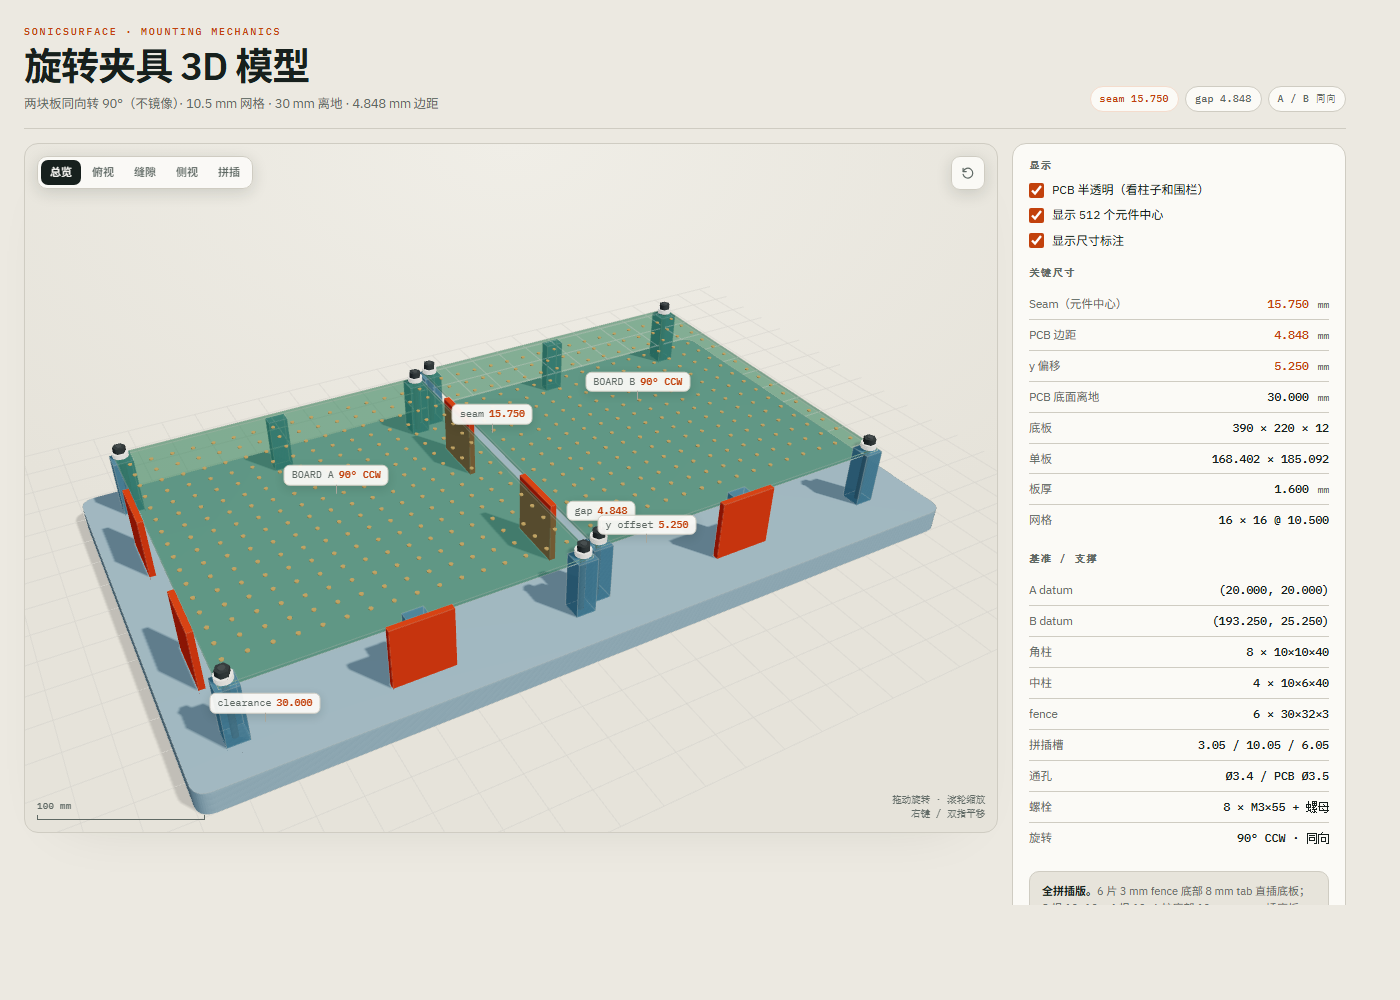 SONICSURFACE · MOUNTING MECHANICS
旋转夹具 3D 模型
两块板同向转 90°（不镜像）· 10.5 mm 网格 · 30 mm 离地 · 4.848 mm 边距
seam 15.750
gap 4.848
A / B 同向
总览
俯视
缝隙
侧视
拼插
BOARD B 90° CCW
seam 15.750
BOARD A 90° CCW
gap 4.848
y offset 5.250
clearance 30.000
100 mm
拖动旋转 · 滚轮缩放
右键 / 双指平移
显示
PCB 半透明（看柱子和围栏）
显示 512 个元件中心
显示尺寸标注
关键尺寸
Seam（元件中心） 15.750 mm
PCB 边距 4.848 mm
y 偏移 5.250 mm
PCB 底面离地 30.000 mm
底板 390 × 220 × 12
单板 168.402 × 185.092
板厚 1.600 mm
网格 16 × 16 @ 10.500
基准 / 支撑
A datum (20.000, 20.000)
B datum (193.250, 25.250)
角柱 8 × 10×10×40
中柱 4 × 10×6×40
fence 6 × 30×32×3
拼插槽 3.05 / 10.05 / 6.05
通孔 Ø3.4 / PCB Ø3.5
螺栓 8 × M3×55 + 螺母
旋转 90° CCW · 同向
全拼插版。6 片 3 mm fence 底部 8 mm tab 直插底板；